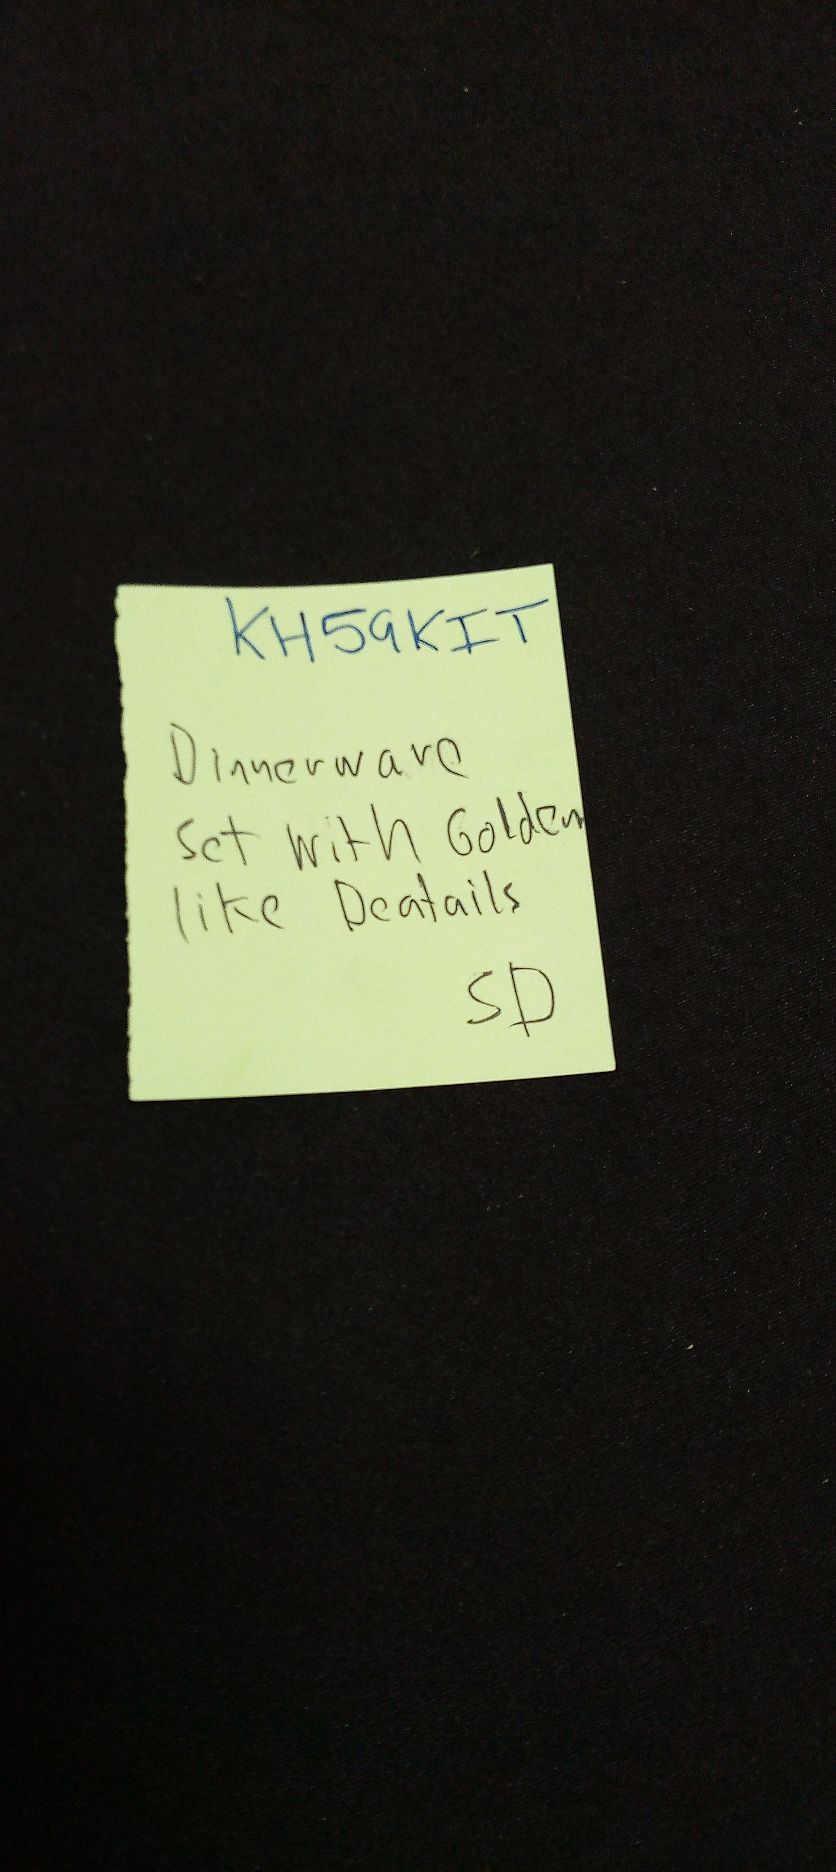 KH59KIT
Dinnerware
Set with Golden
like Deatails
SD